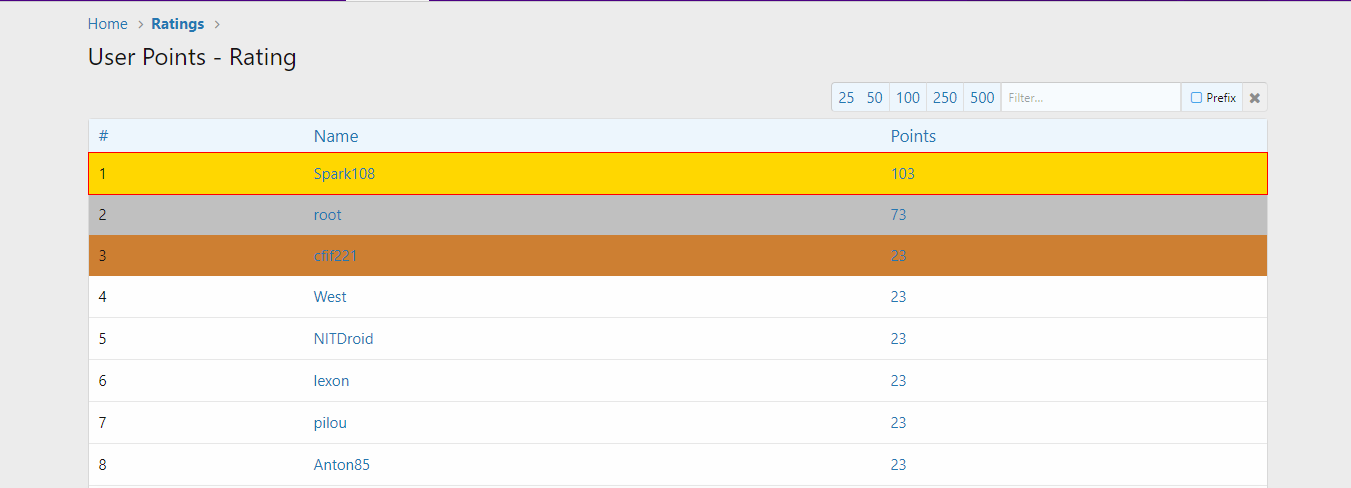 Home > Ratings >
User Points - Rating
25 50 100 250 500 Filter... Prefix ✖
# Name Points
1 Spark108 103
2 root 73
3 cfif221 23
4 West 23
5 NITDroid 23
6 lexon 23
7 pilou 23
8 Anton85 23